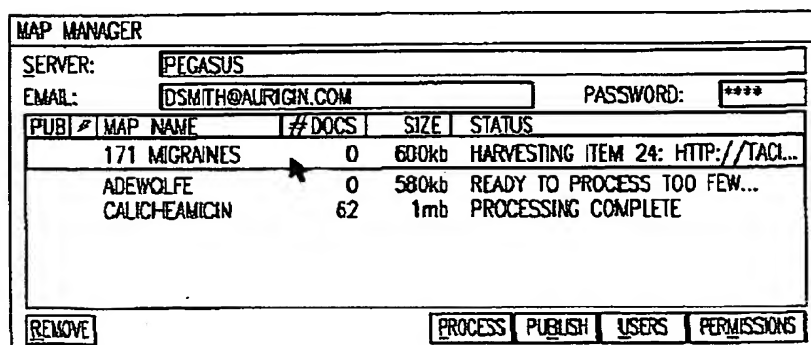 MAP MANAGER
SERVER: PEGASUS
EMAIL: DSMITH@AURIGIN.COM PASSWORD: ****
PUB MAP NAME # DOCS SIZE STATUS
171 MIGRAINES 0 600kb HARVESTING ITEM 24: HTTP://TACI...
ADEWOLFE 0 580kb READY TO PROCESS TOO FEW...
CALICHEAMICIN 62 1mb PROCESSING COMPLETE
REMOVE PROCESS PUBLISH USERS PERMISSIONS